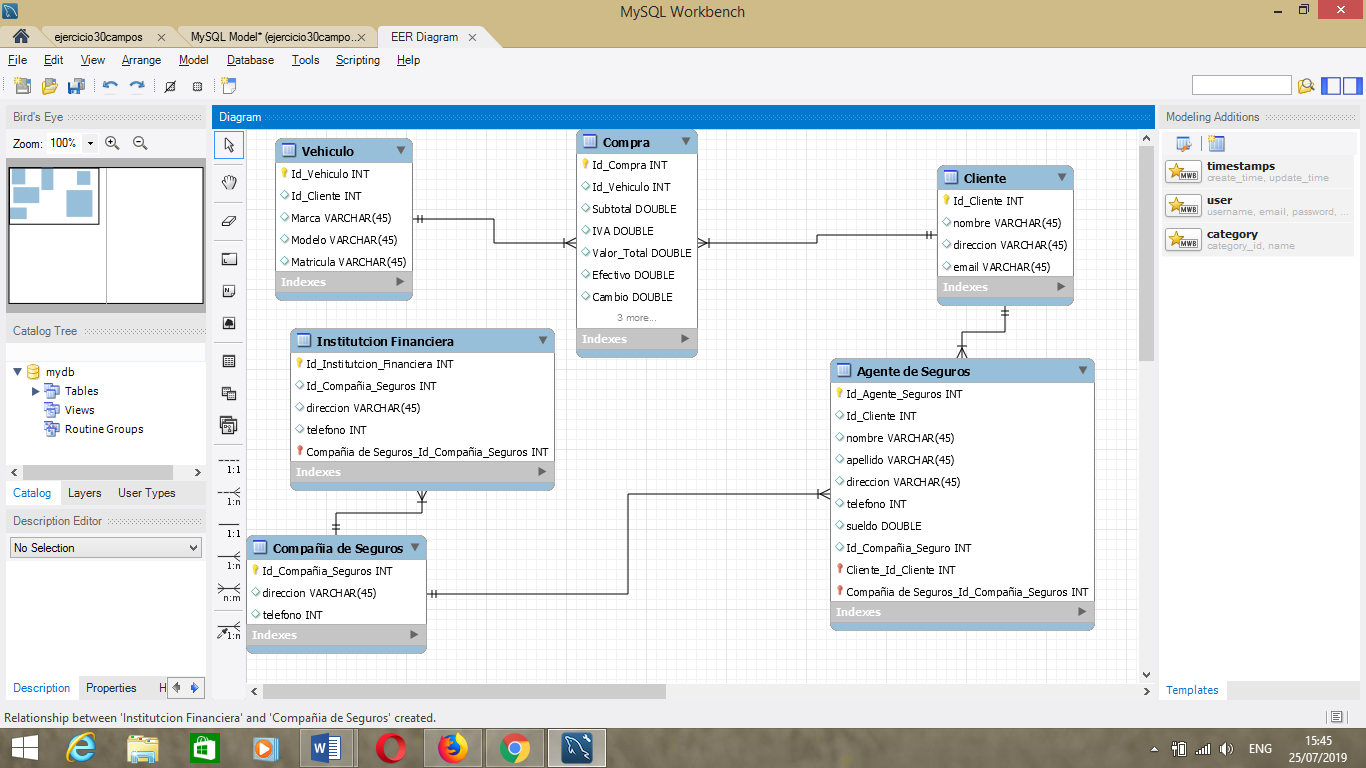 MySQL Workbench
ejercicio30campos
MySQL Model* (ejercicio30campo...
EER Diagram
File Edit View Arrange Model Database Tools Scripting Help
Bird's Eye
Zoom: 100%
Catalog Tree
mydb
Tables
Views
Routine Groups
Catalog Layers User Types
Description Editor
No Selection
Description Properties H
Diagram
1:1
1:n
1:1
1:n
n:m
1:n
Vehiculo
Id_Vehiculo INT
Id_Cliente INT
Marca VARCHAR(45)
Modelo VARCHAR(45)
Matricula VARCHAR(45)
Indexes
Compra
Id_Compra INT
Id_Vehiculo INT
Subtotal DOUBLE
IVA DOUBLE
Valor_Total DOUBLE
Efectivo DOUBLE
Cambio DOUBLE
3 more...
Indexes
Cliente
Id_Cliente INT
nombre VARCHAR(45)
direccion VARCHAR(45)
email VARCHAR(45)
Indexes
Institutcion Financiera
Id_Institutcion_Financiera INT
Id_Compañia_Seguros INT
direccion VARCHAR(45)
telefono INT
Compañia de Seguros_Id_Compañia_Seguros INT
Indexes
Agente de Seguros
Id_Agente_Seguros INT
Id_Cliente INT
nombre VARCHAR(45)
apellido VARCHAR(45)
direccion VARCHAR(45)
telefono INT
sueldo DOUBLE
Id_Compañia_Seguro INT
Cliente_Id_Cliente INT
Compañia de Seguros_Id_Compañia_Seguros INT
Indexes
Compañia de Seguros
Id_Compañia_Seguros INT
direccion VARCHAR(45)
telefono INT
Indexes
Modeling Additions
MWB
timestamps
create_time, update_time
MWB
user
username, email, password, ...
MWB
category
category_id, name
Templates
Relationship between 'Institutcion Financiera' and 'Compañia de Seguros' created.
ENG
15:45
25/07/2019